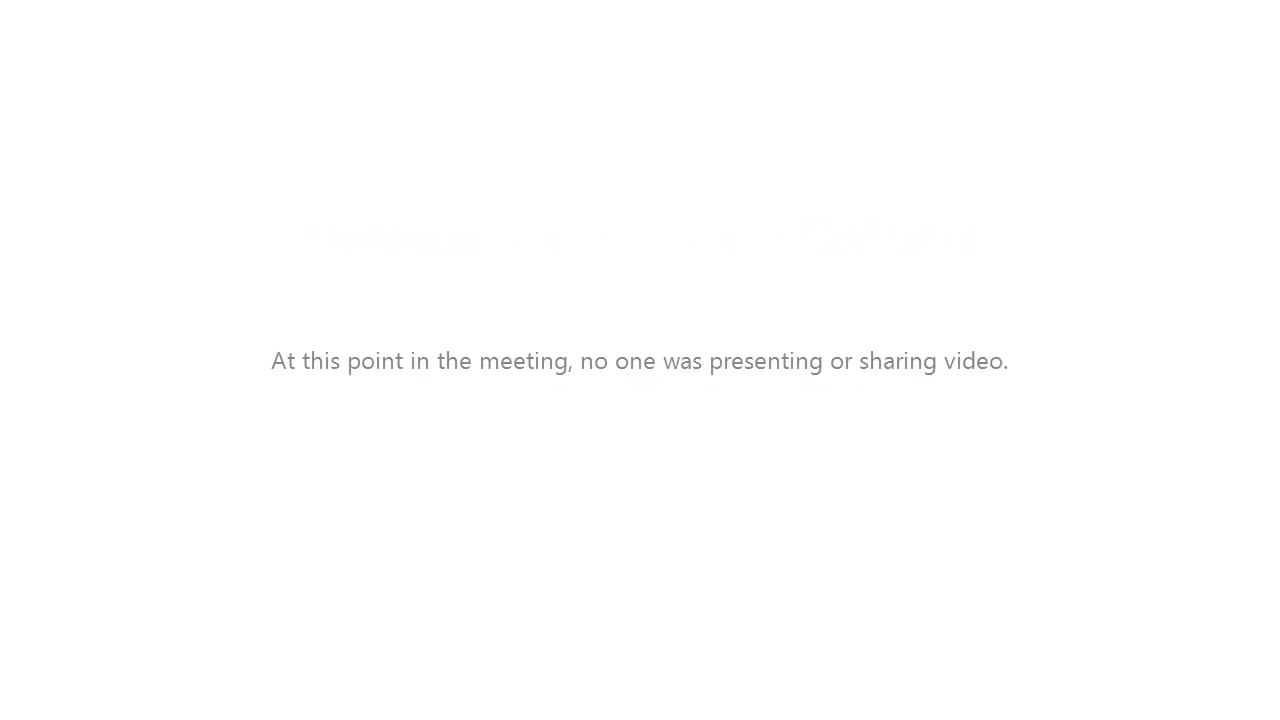 At this point in the meeting, no one was presenting or sharing video.